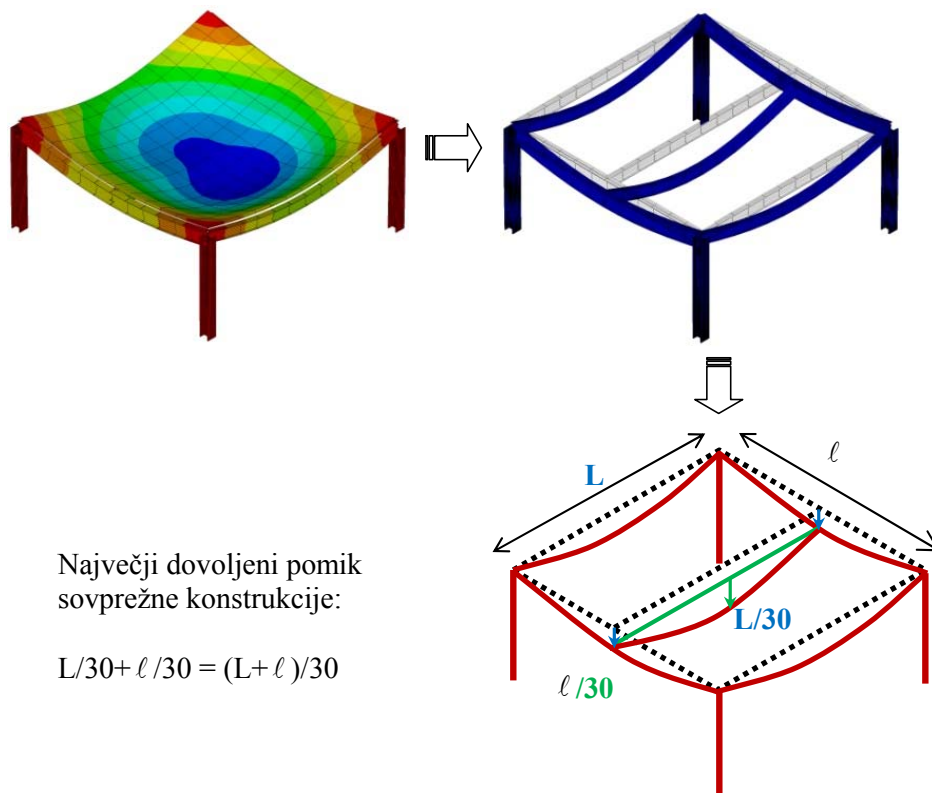 L
ℓ
Največji dovoljeni pomik
sovprežne konstrukcije:
L/30+ ℓ /30 = (L+ ℓ )/30
L/30
ℓ /30